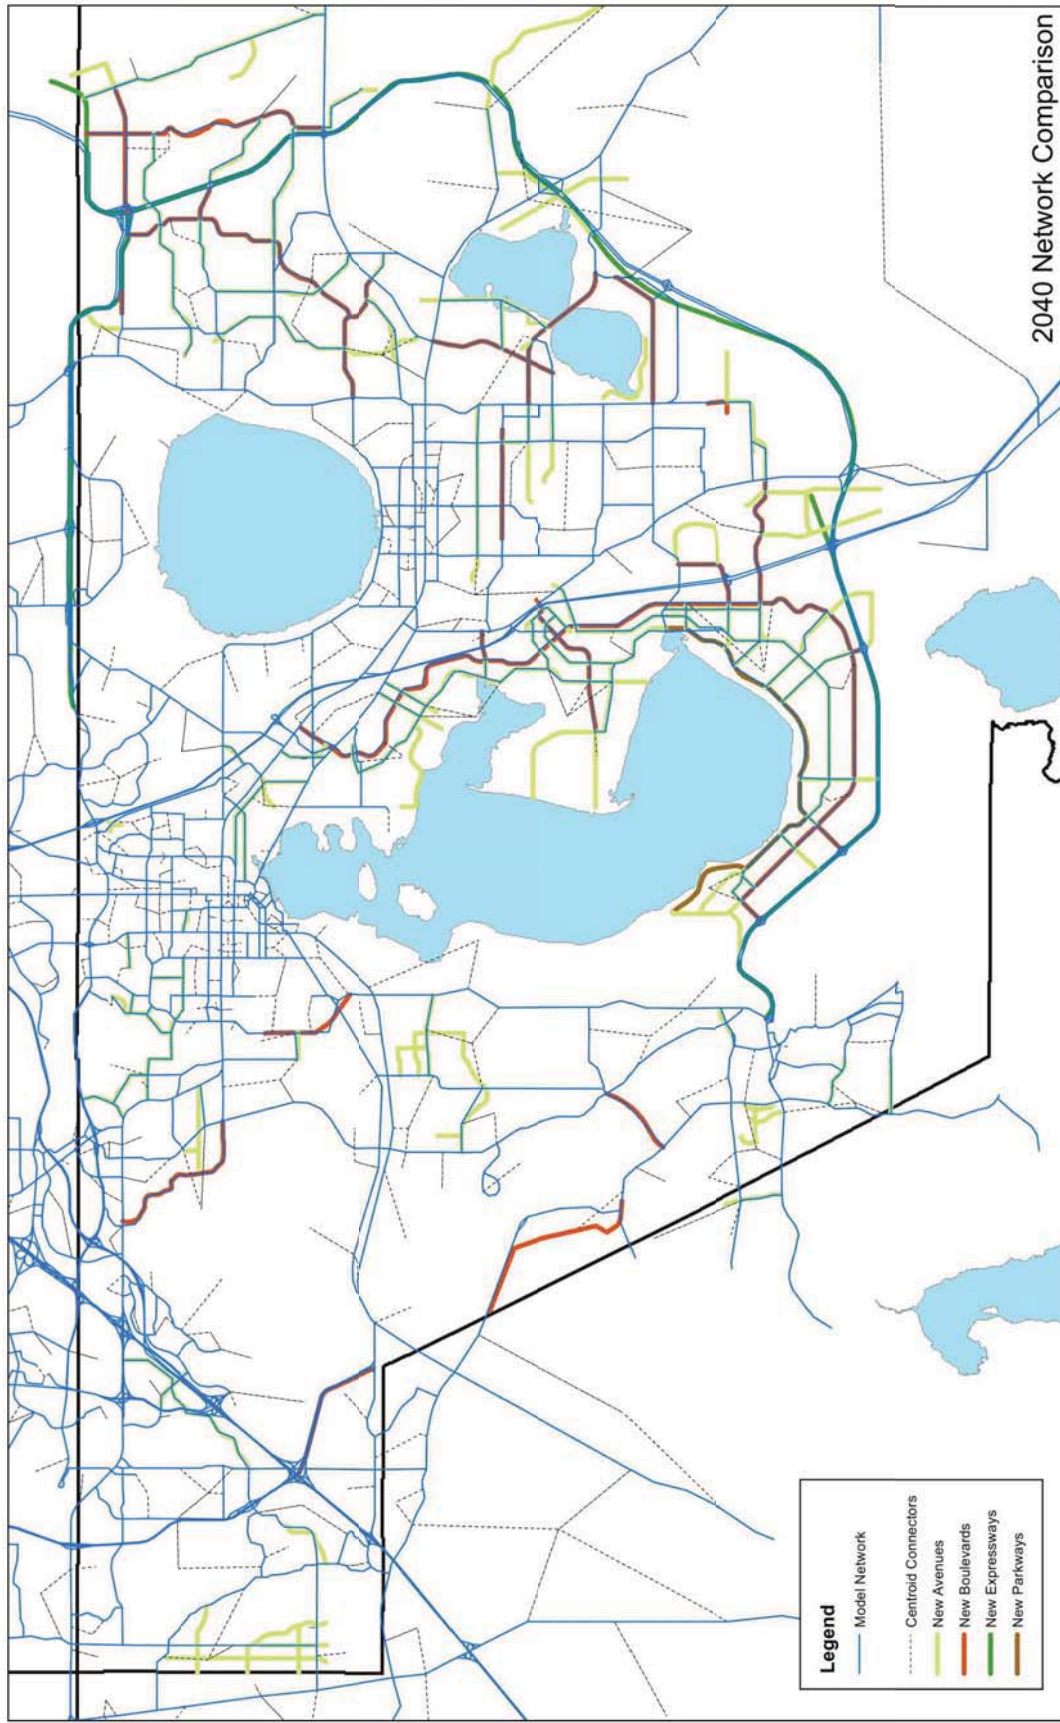 2040 Network Comparison
Legend
Model Network
Centroid Connectors
New Avenues
New Boulevards
New Expressways
New Parkways